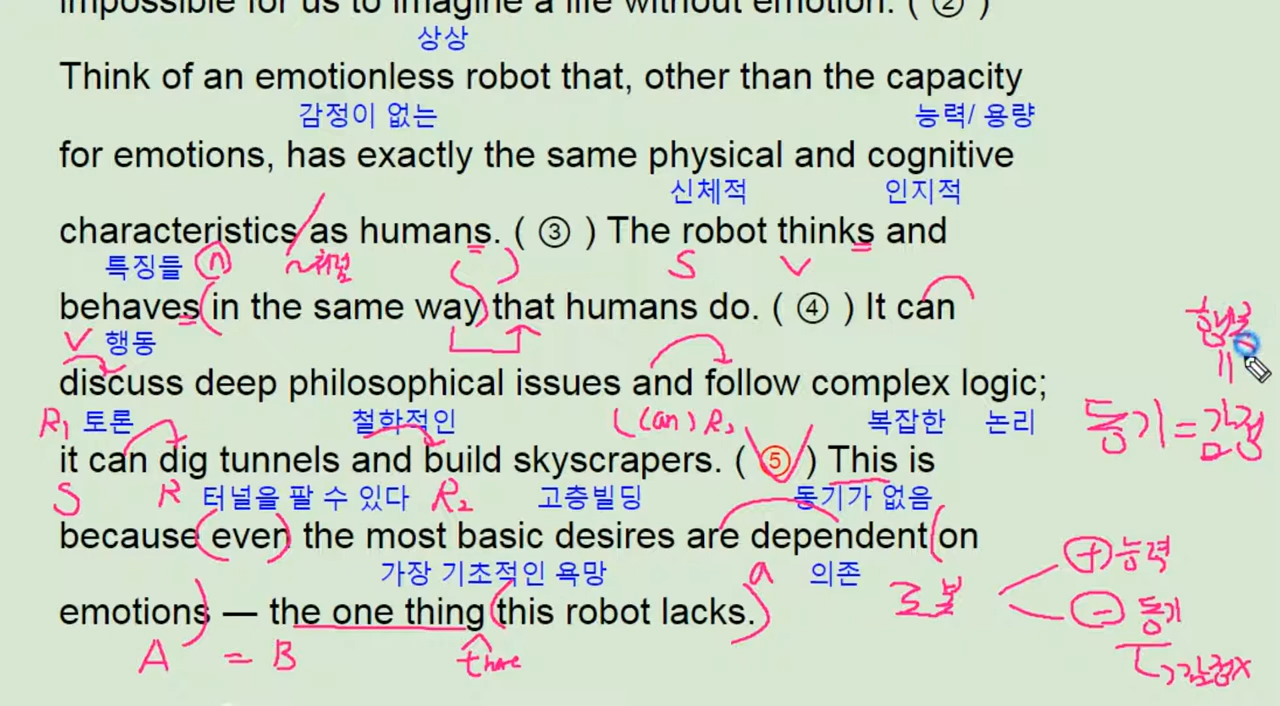 impossible for us to imagine a life without emotion. ( ② )
상상
Think of an emotionless robot that, other than the capacity
감정이 없는 능력/ 용량
for emotions, has exactly the same physical and cognitive
신체적 인지적
characteristics as humans. ( ③ ) The robot thinks and
특징들 n ~처럼 S V
behaves in the same way that humans do. ( ④ ) It can
V 행동
discuss deep philosophical issues and follow complex logic;
R1 토론 철학적인 (can) R2 복잡한 논리
동기 = 감정
it can dig tunnels and build skyscrapers. ( ⑤ ) This is
S R 터널을 팔 수 있다 R2 고층빌딩 동기가 없음
because even the most basic desires are dependent on
가장 기초적인 욕망 a 의존 로봇 + 능력
emotions — the one thing this robot lacks.
- 동기
A = B that 감정X